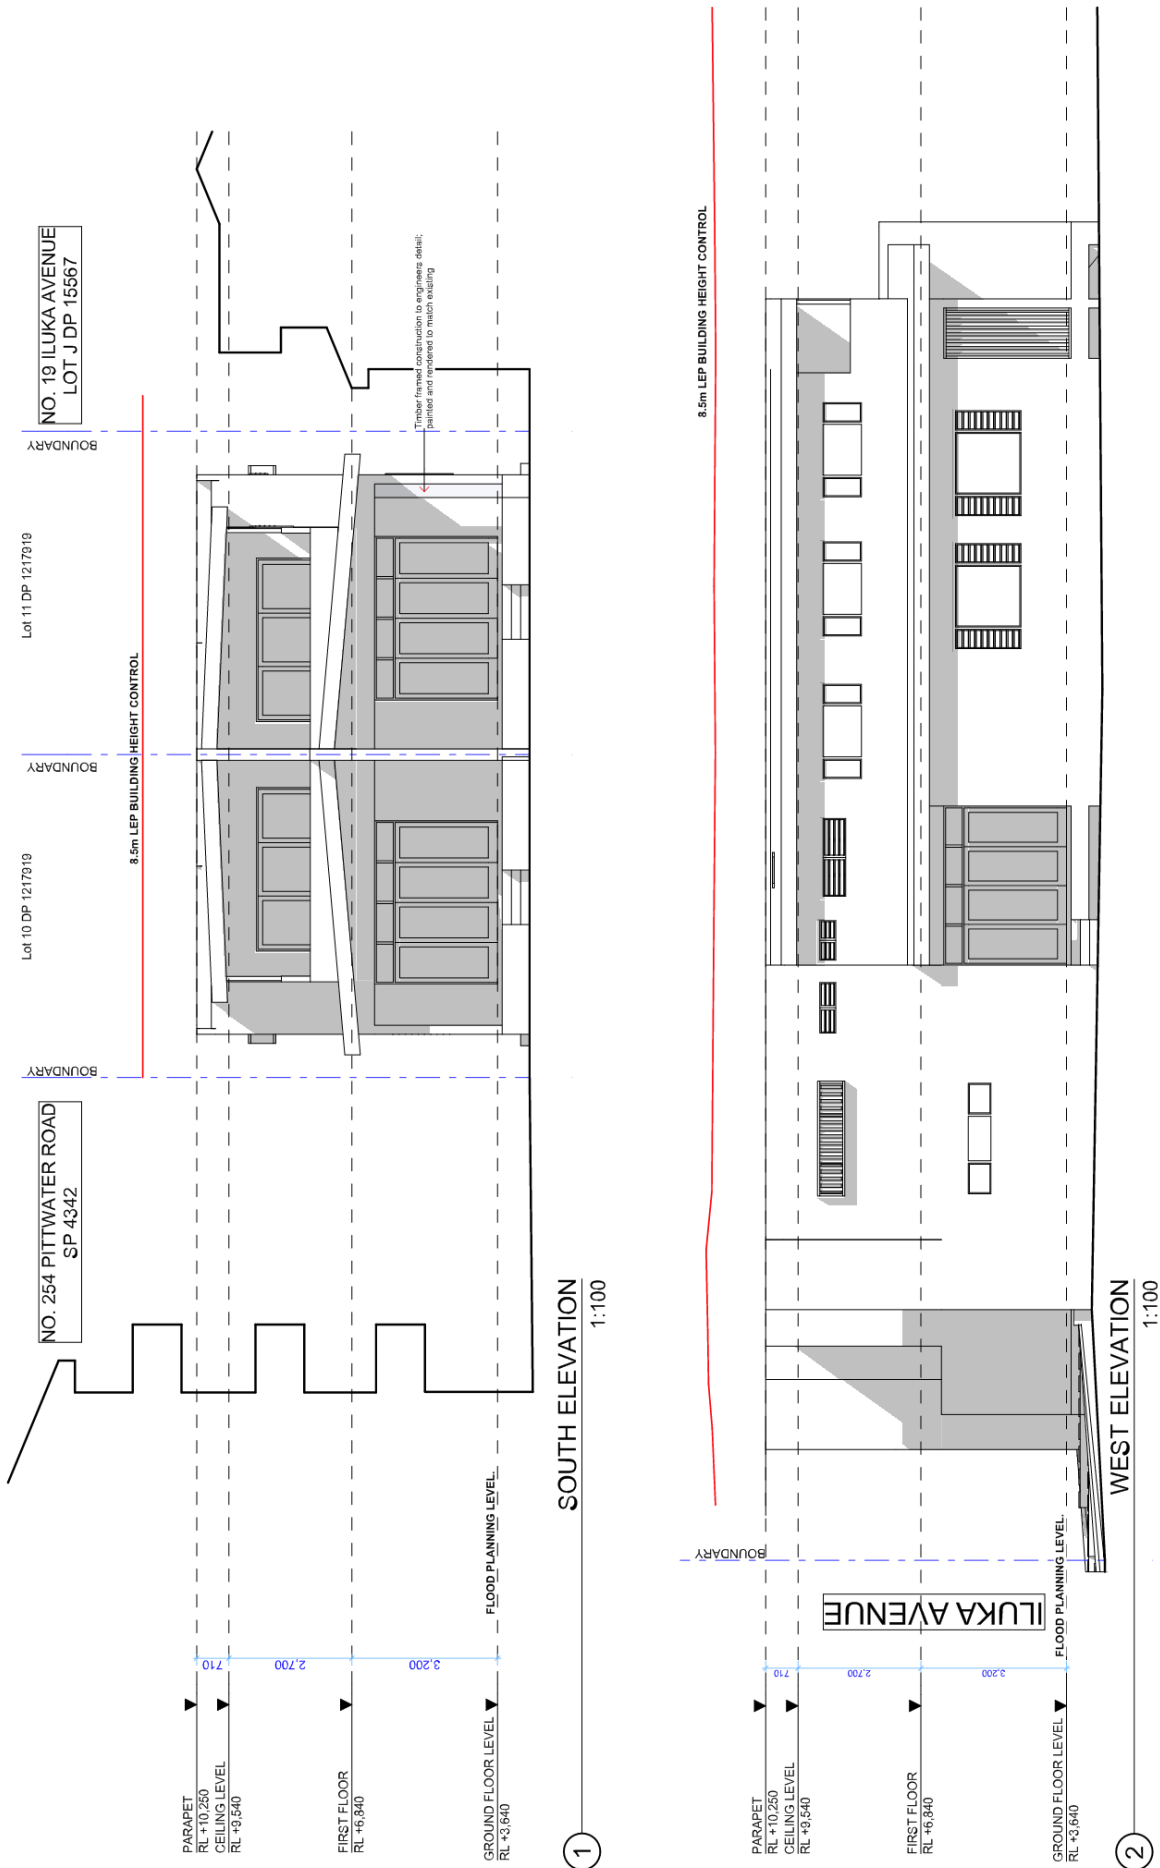 NO. 254 PITTWATER ROAD
SP 4342
BOUNDARY
Lot 10 DP 1217919
BOUNDARY
Lot 11 DP 1217919
BOUNDARY
NO. 19 ILUKA AVENUE
LOT J DP 15567
8.5m LEP BUILDING HEIGHT CONTROL
PARAPET
RL +10,250
CEILING LEVEL
RL +9,540
FIRST FLOOR
RL +6,840
GROUND FLOOR LEVEL
RL +3,640
710
2,700
3,200
FLOOD PLANNING LEVEL.
Timber framed construction to engineers detail;
painted and rendered to match existing
1
SOUTH ELEVATION
1:100
8.5m LEP BUILDING HEIGHT CONTROL
BOUNDARY
PARAPET
RL +10,250
CEILING LEVEL
RL +9,540
FIRST FLOOR
RL +6,840
GROUND FLOOR LEVEL
RL +3,640
710
2,700
3,200
ILUKA AVENUE
FLOOD PLANNING LEVEL.
2
WEST ELEVATION
1:100